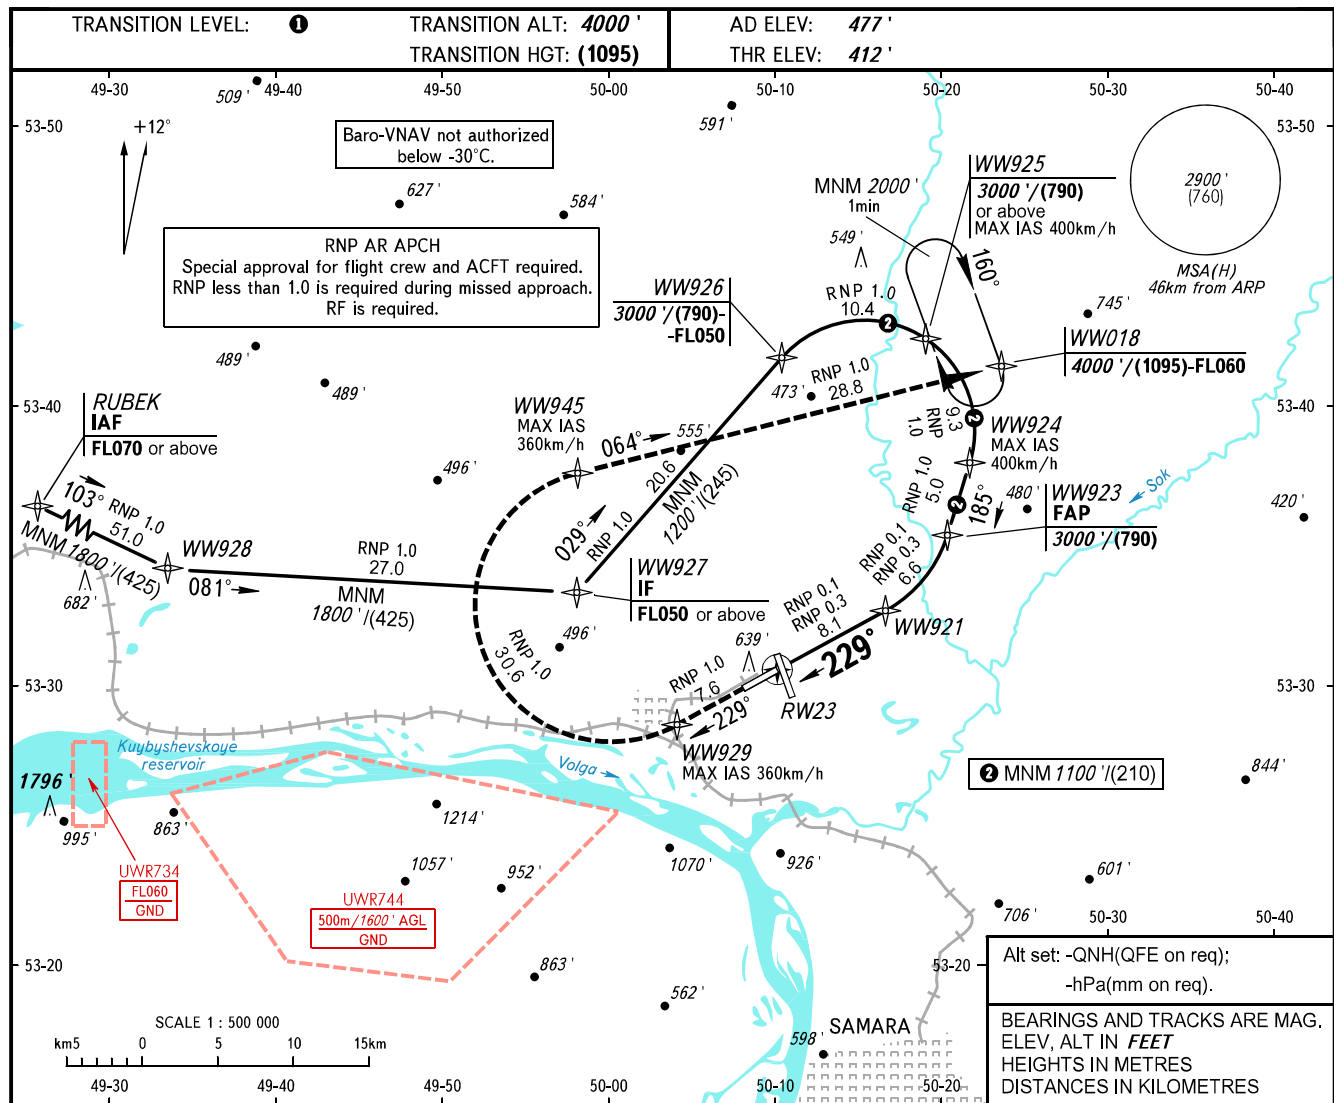 TRANSITION LEVEL: ❶
TRANSITION ALT: 4000 '
TRANSITION HGT: (1095)
AD ELEV: 477 '
THR ELEV: 412 '
49-30 49-40 49-50 50-00 50-10 50-20 50-30 50-40
53-50 53-50
509 '
591 '
+12°
Baro-VNAV not authorized
below -30°C.
627 '
584 '
RNP AR APCH
Special approval for flight crew and ACFT required.
RNP less than 1.0 is required during missed approach.
RF is required.
MNM 2000 '
1min
549 '
WW925
3000 '/(790)
or above
MAX IAS 400km/h
2900 '
(760)
MSA(H)
46km from ARP
160°
WW926
3000 '/(790)-
-FL050
RNP 1.0
10.4
❷
745 '
WW018
4000 '/(1095)-FL060
489 '
489 '
473 '
RNP 1.0
28.8
53-40 53-40
RUBEK
IAF
FL070 or above
WW945
MAX IAS
360km/h
064°
555 '
9.3
RNP
1.0
❷
WW924
MAX IAS
400km/h
496 '
20.6
MNM
1200 '/(245)
RNP 1.0
029°
RNP 1.0
5.0
❷
185°
480 '
WW923
FAP
3000 '/(790)
Sok
420 '
103°
RNP 1.0
51.0
MNM 1800 '/(425)
682 '
WW928
081°
RNP 1.0
27.0
MNM
1800 '/(425)
WW927
IF
FL050 or above
RNP 0.1
RNP 0.3
6.6
WW921
RNP 0.1
RNP 0.3
8.1
229°
639 '
496 '
RNP 1.0
30.6
RNP 1.0
7.6
229°
RW23
53-30 53-30
WW929
MAX IAS 360km/h
Kuybyshevskoye
reservoir
Volga
1796 '
995 '
863 '
1214 '
❷ MNM 1100 '/(210)
844 '
UWR734
FL060
GND
1057 '
952 '
1070 '
926 '
601 '
706 '
UWR744
500m/1600 ' AGL
GND
50-30 50-40
53-20 53-20
863 '
562 '
598 '
SAMARA
SCALE 1 : 500 000
km5 0 5 10 15km
49-30 49-40 49-50 50-00 50-10 50-20
Alt set: -QNH(QFE on req);
-hPa(mm on req).
BEARINGS AND TRACKS ARE MAG.
ELEV, ALT IN FEET
HEIGHTS IN METRES
DISTANCES IN KILOMETRES